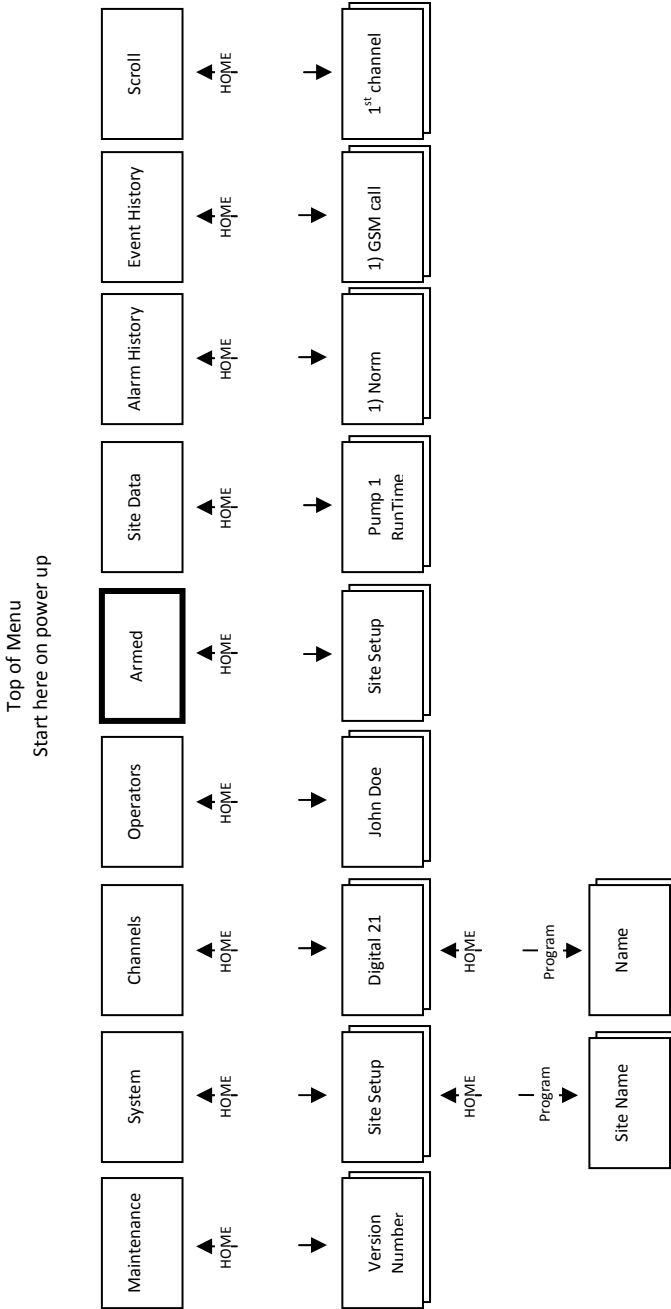 Top of Menu
Start here on power up
Maintenance
System
Channels
Operators
Armed
Site Data
Alarm History
Event History
Scroll
HOME
HOME
HOME
HOME
HOME
HOME
HOME
HOME
HOME
Version
Number
Site Setup
Digital 21
John Doe
Site Setup
Pump 1
RunTime
1) Norm
1) GSM call
1st channel
HOME
HOME
Program
Program
Site Name
Name